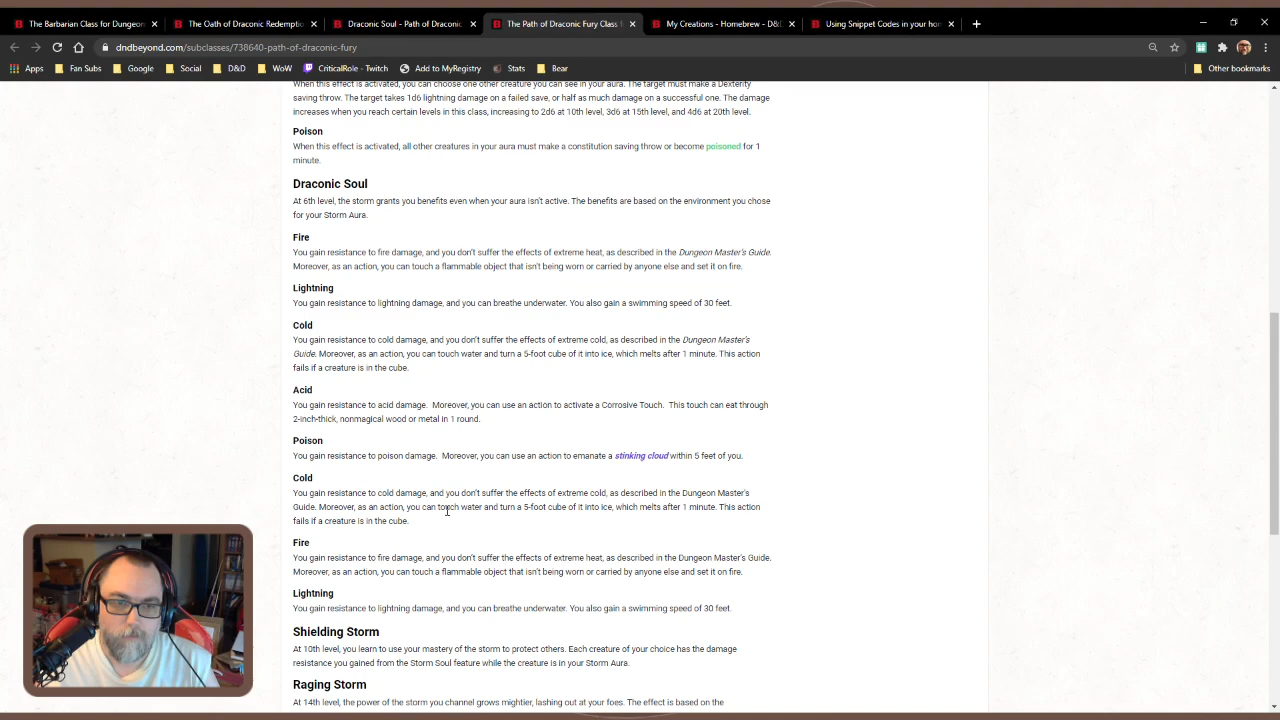 The Barbarian Class for Dungeon
The Oath of Draconic Redemptio
Draconic Soul - Path of Draconic
The Path of Draconic Fury Class
My Creations - Homebrew - D&D
Using Snippet Codes in your hor
dndbeyond.com/subclasses/738640-path-of-draconic-fury
Apps
Fan Subs
Google
Social
D&D
WoW
CriticalRole - Twitch
Add to MyRegistry
Stats
Bear
Other bookmarks
When this effect is activated, you can choose one other creature you can see in your aura. The target must make a Dexterity
saving throw. The target takes 1d6 lightning damage on a failed save, or half as much damage on a successful one. The damage
increases when you reach certain levels in this class, increasing to 2d6 at 10th level, 3d6 at 15th level, and 4d6 at 20th level.
Poison
When this effect is activated, all other creatures in your aura must make a constitution saving throw or become poisoned for 1
minute.
Draconic Soul
At 6th level, the storm grants you benefits even when your aura isn't active. The benefits are based on the environment you chose
for your Storm Aura.
Fire
You gain resistance to fire damage, and you don't suffer the effects of extreme heat, as described in the Dungeon Master's Guide.
Moreover, as an action, you can touch a flammable object that isn't being worn or carried by anyone else and set it on fire.
Lightning
You gain resistance to lightning damage, and you can breathe underwater. You also gain a swimming speed of 30 feet.
Cold
You gain resistance to cold damage, and you don't suffer the effects of extreme cold, as described in the Dungeon Master's
Guide. Moreover, as an action, you can touch water and turn a 5-foot cube of it into ice, which melts after 1 minute. This action
fails if a creature is in the cube.
Acid
You gain resistance to acid damage.  Moreover, you can use an action to activate a Corrosive Touch.  This touch can eat through
2-inch-thick, nonmagical wood or metal in 1 round.
Poison
You gain resistance to poison damage.  Moreover, you can use an action to emanate a stinking cloud within 5 feet of you.
Cold
You gain resistance to cold damage, and you don't suffer the effects of extreme cold, as described in the Dungeon Master's
Guide. Moreover, as an action, you can touch water and turn a 5-foot cube of it into ice, which melts after 1 minute. This action
fails if a creature is in the cube.
Fire
You gain resistance to fire damage, and you don't suffer the effects of extreme heat, as described in the Dungeon Master's Guide.
Moreover, as an action, you can touch a flammable object that isn't being worn or carried by anyone else and set it on fire.
Lightning
You gain resistance to lightning damage, and you can breathe underwater. You also gain a swimming speed of 30 feet.
Shielding Storm
At 10th level, you learn to use your mastery of the storm to protect others. Each creature of your choice has the damage
resistance you gained from the Storm Soul feature while the creature is in your Storm Aura.
Raging Storm
At 14th level, the power of the storm you channel grows mightier, lashing out at your foes. The effect is based on the